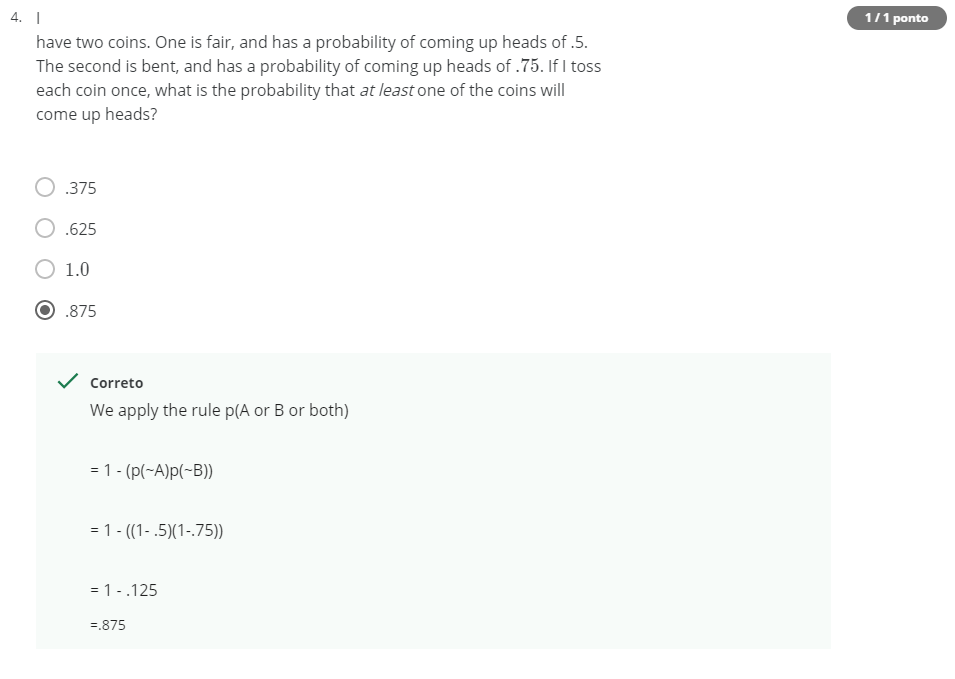 4. I
1 / 1 ponto
have two coins. One is fair, and has a probability of coming up heads of .5.
The second is bent, and has a probability of coming up heads of .75. If I toss
each coin once, what is the probability that at least one of the coins will
come up heads?
.375
.625
1.0
.875
Correto
We apply the rule p(A or B or both)
= 1 - (p(~A)p(~B))
= 1 - ((1- .5)(1-.75))
= 1 - .125
=.875